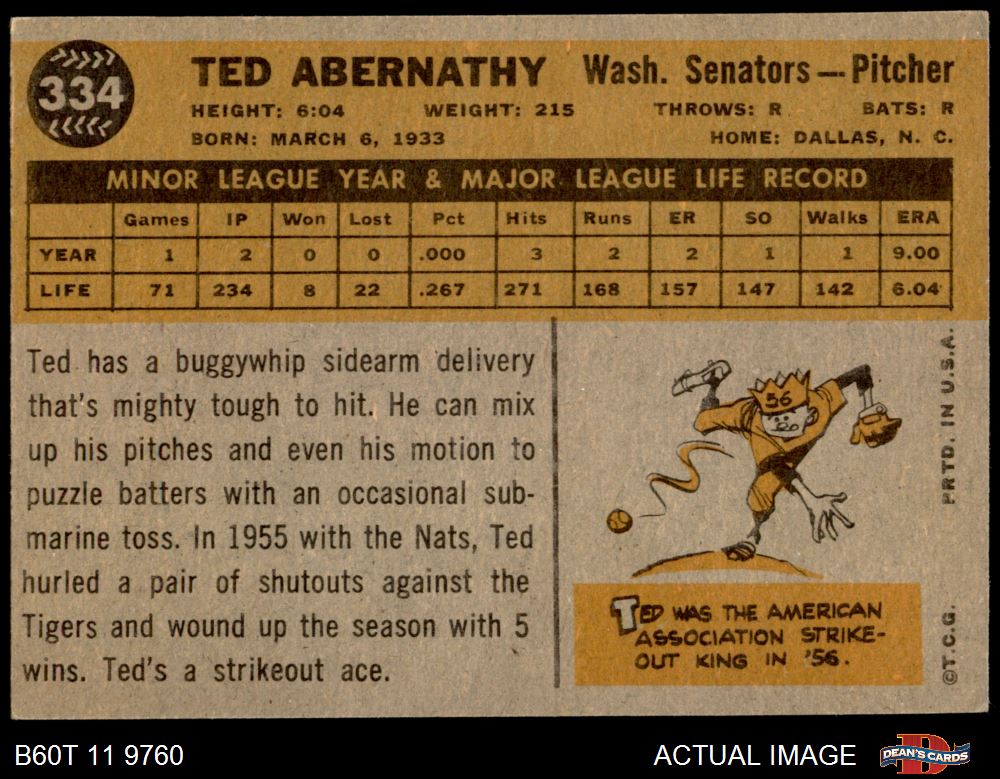 334
TED ABERNATHY Wash. Senators — Pitcher
HEIGHT: 6:04 WEIGHT: 215 THROWS: R BATS: R
BORN: MARCH 6, 1933 HOME: DALLAS, N. C.
MINOR LEAGUE YEAR & MAJOR LEAGUE LIFE RECORD
Games IP Won Lost Pct Hits Runs ER SO Walks ERA
YEAR 1 2 0 0 .000 3 2 2 1 1 9.00
LIFE 71 234 8 22 .267 271 168 157 147 142 6.04
Ted has a buggywhip sidearm delivery
that's mighty tough to hit. He can mix
up his pitches and even his motion to
puzzle batters with an occasional sub-
marine toss. In 1955 with the Nats, Ted
hurled a pair of shutouts against the
Tigers and wound up the season with 5
wins. Ted's a strikeout ace.
56
TED WAS THE AMERICAN
ASSOCIATION STRIKE-
OUT KING IN '56.
©T.C.G. PRTD. IN U.S.A.
B60T 11 9760 ACTUAL IMAGE
DEAN'S CARDS